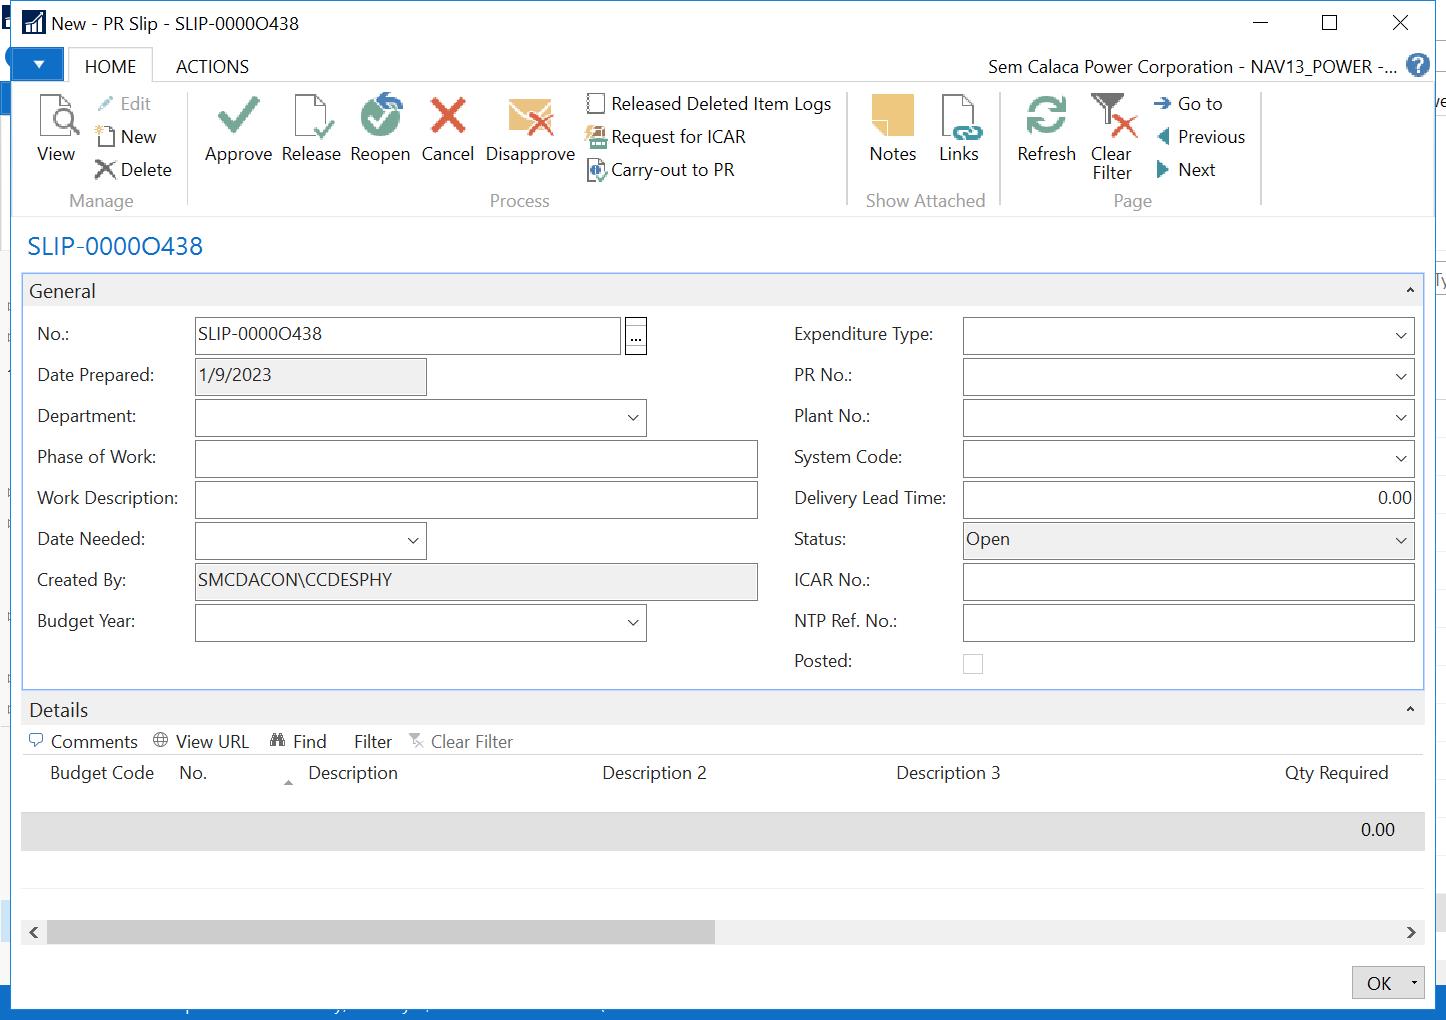 New - PR Slip - SLIP-0000O438
HOME ACTIONS Sem Calaca Power Corporation - NAV13_POWER -...
View
Edit
New
Delete
Manage
Approve Release Reopen Cancel Disapprove
Released Deleted Item Logs
Request for ICAR
Carry-out to PR
Process
Notes Links
Show Attached
Refresh Clear Filter
Go to
Previous
Next
Page
SLIP-0000O438
General
No.: SLIP-0000O438 ...
Date Prepared: 1/9/2023
Department:
Phase of Work:
Work Description:
Date Needed:
Created By: SMCDACON\CCDESPHY
Budget Year:
Expenditure Type:
PR No.:
Plant No.:
System Code:
Delivery Lead Time: 0.00
Status: Open
ICAR No.:
NTP Ref. No.:
Posted:
Details
Comments View URL Find Filter Clear Filter
Budget Code No. Description Description 2 Description 3 Qty Required
0.00
OK